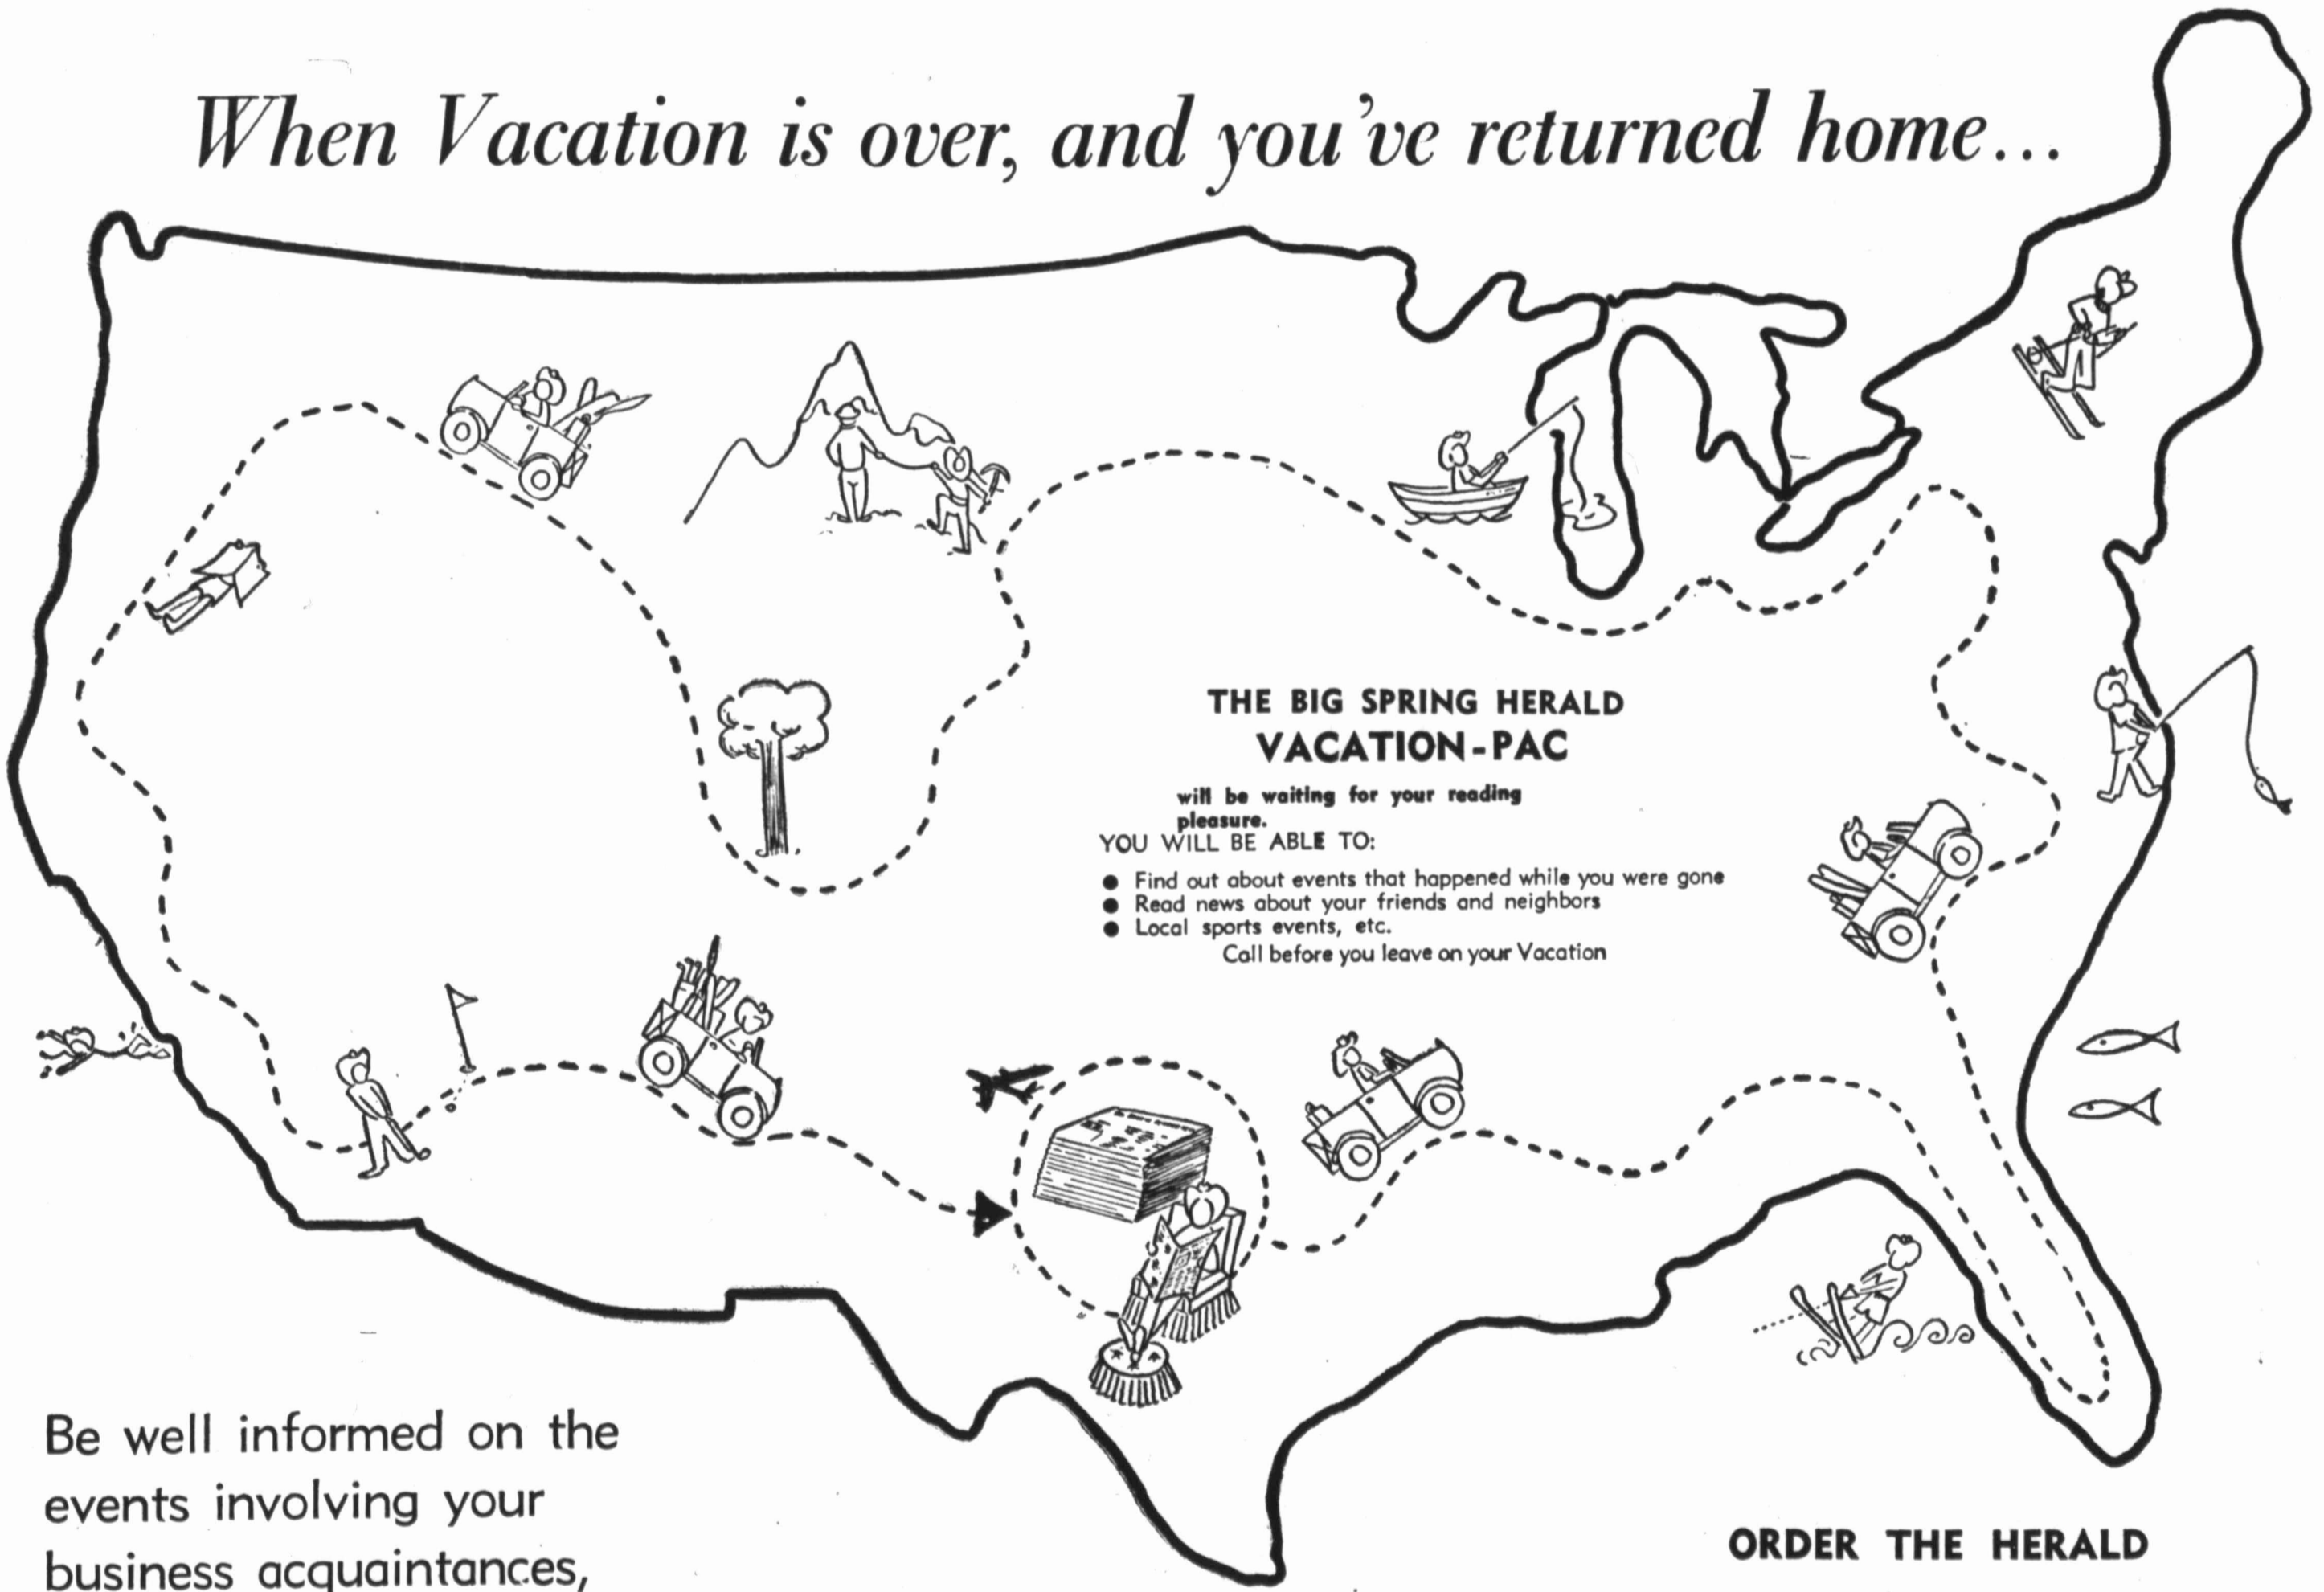 When Vacation is over, and you've returned home...
THE BIG SPRING HERALD
VACATION-PAC
will be waiting for your reading
pleasure.
YOU WILL BE ABLE TO:
● Find out about events that happened while you were gone
● Read news about your friends and neighbors
● Local sports events, etc.
Call before you leave on your Vacation
Be well informed on the
events involving your
business acquaintances,
ORDER THE HERALD